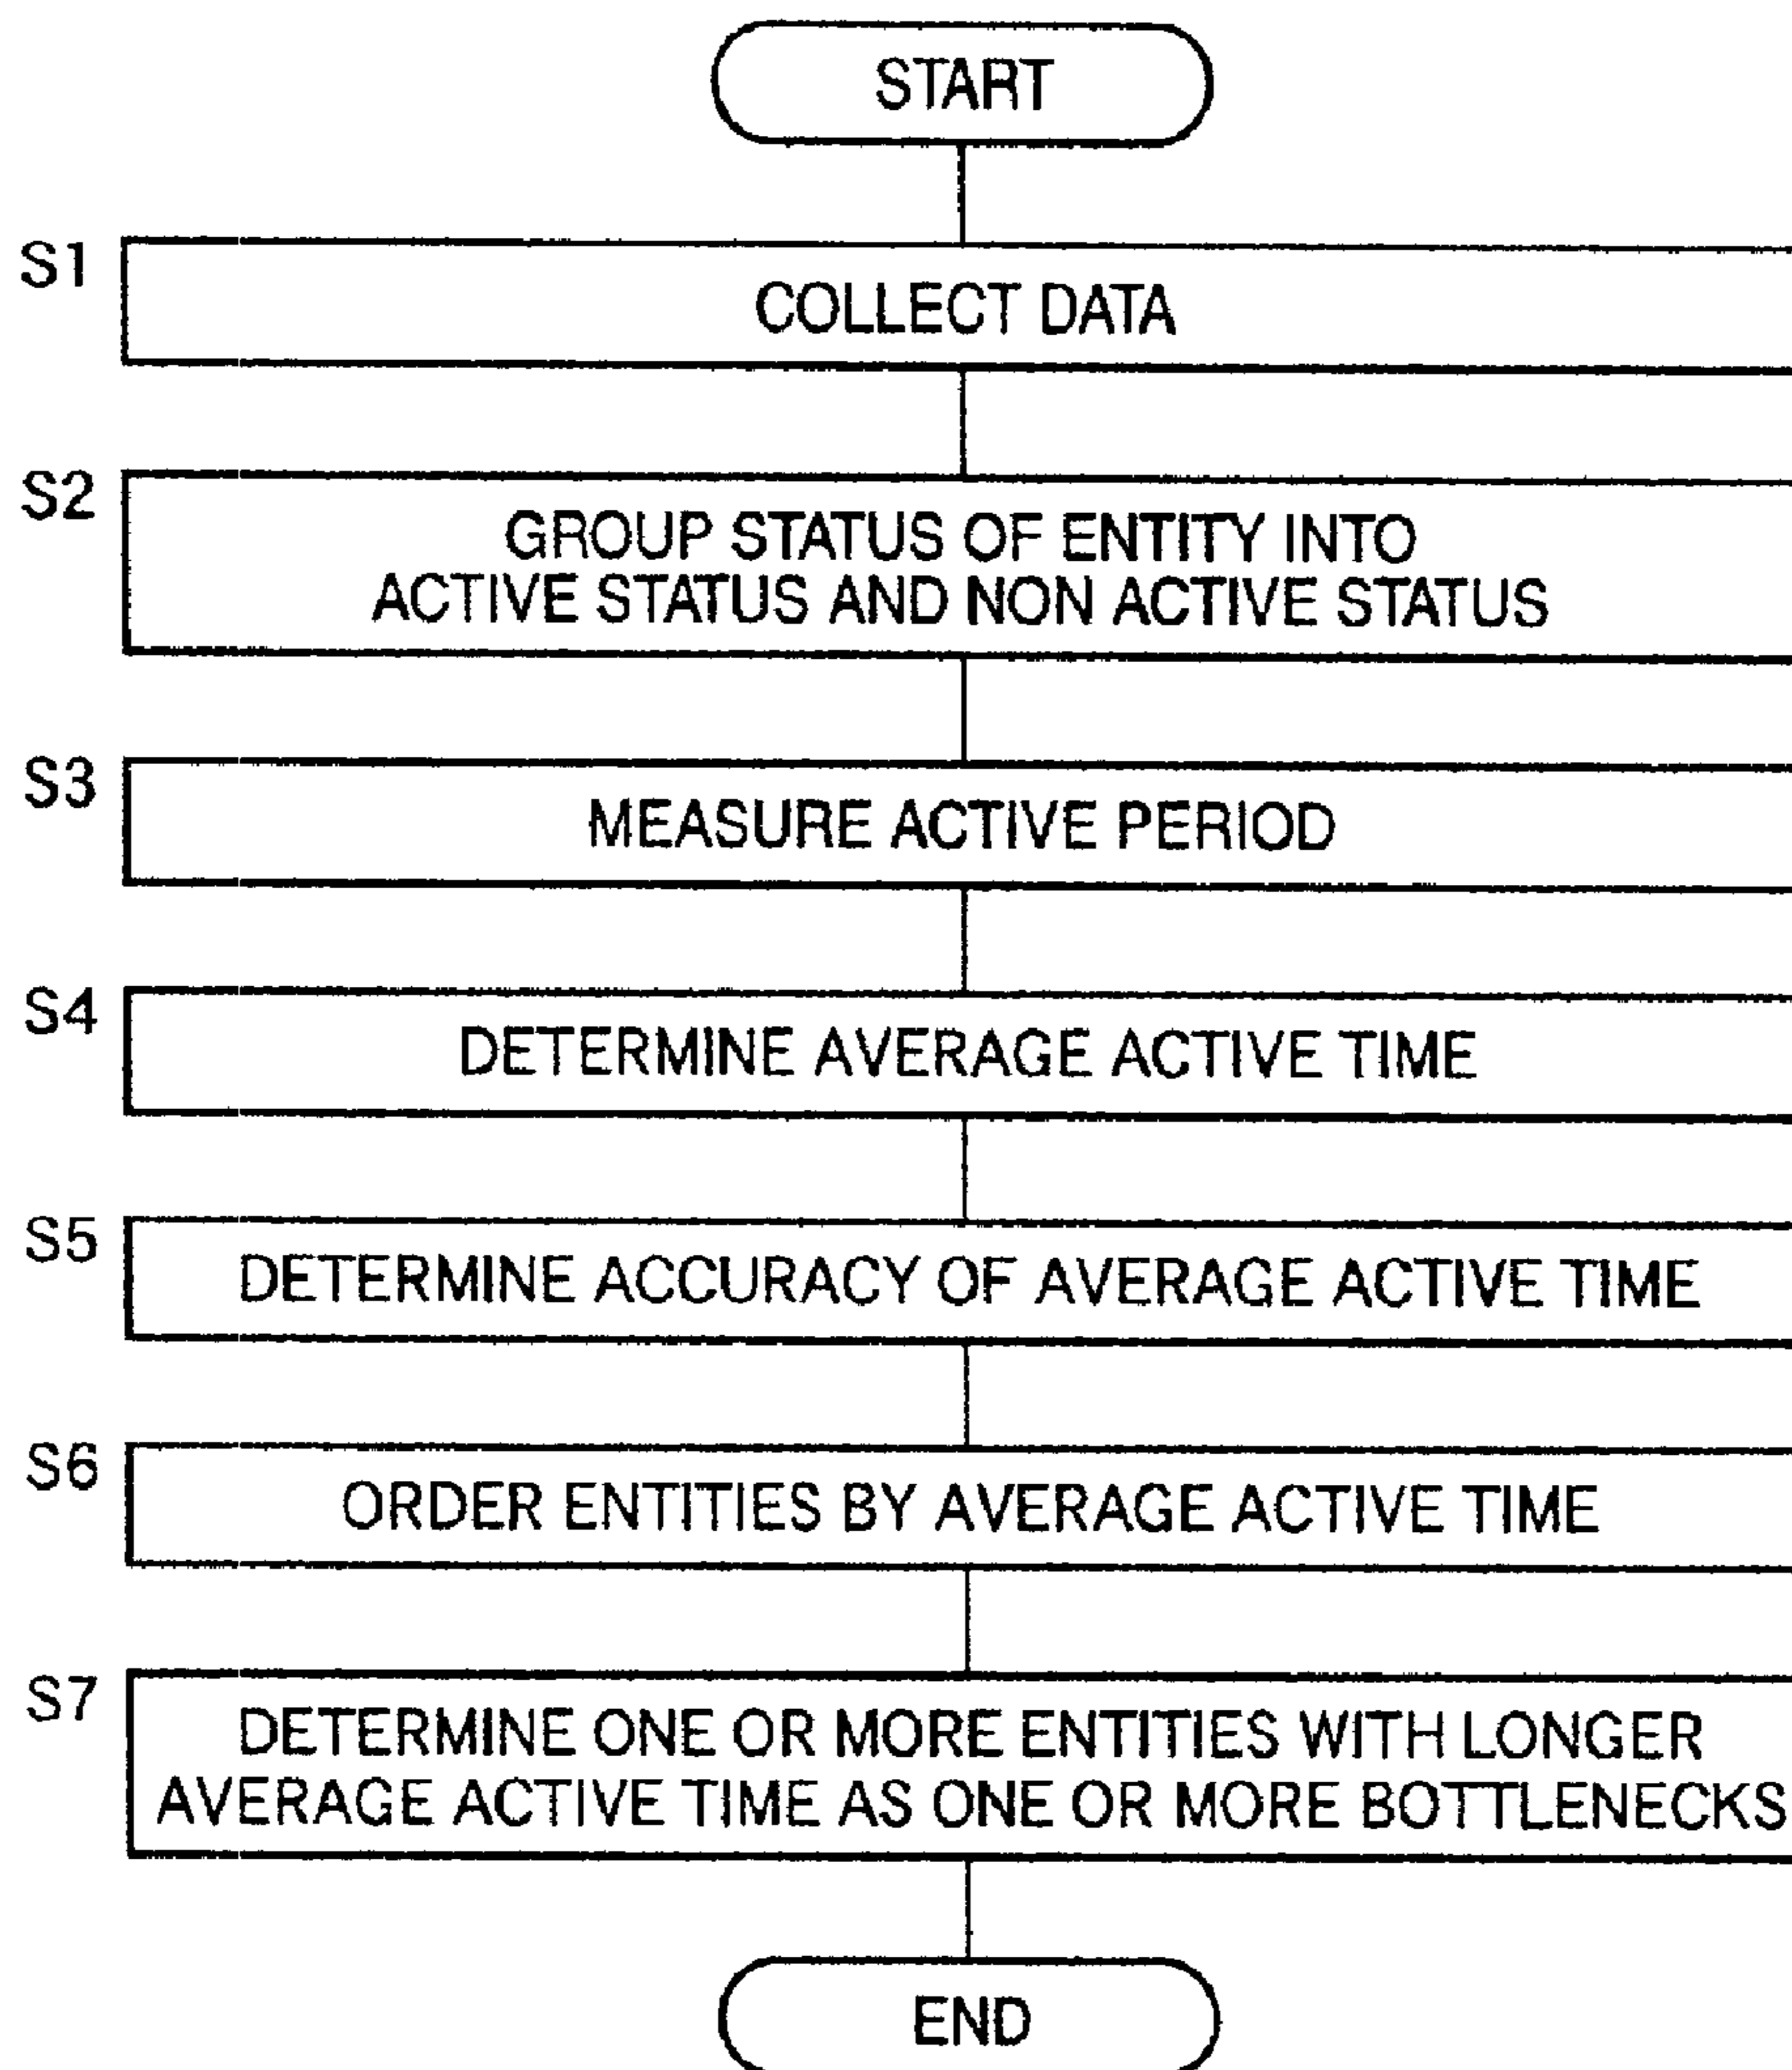 START
S1
COLLECT DATA
S2
GROUP STATUS OF ENTITY INTO
ACTIVE STATUS AND NON ACTIVE STATUS
S3
MEASURE ACTIVE PERIOD
S4
DETERMINE AVERAGE ACTIVE TIME
S5
DETERMINE ACCURACY OF AVERAGE ACTIVE TIME
S6
ORDER ENTITIES BY AVERAGE ACTIVE TIME
S7
DETERMINE ONE OR MORE ENTITIES WITH LONGER
AVERAGE ACTIVE TIME AS ONE OR MORE BOTTLENECKS
END